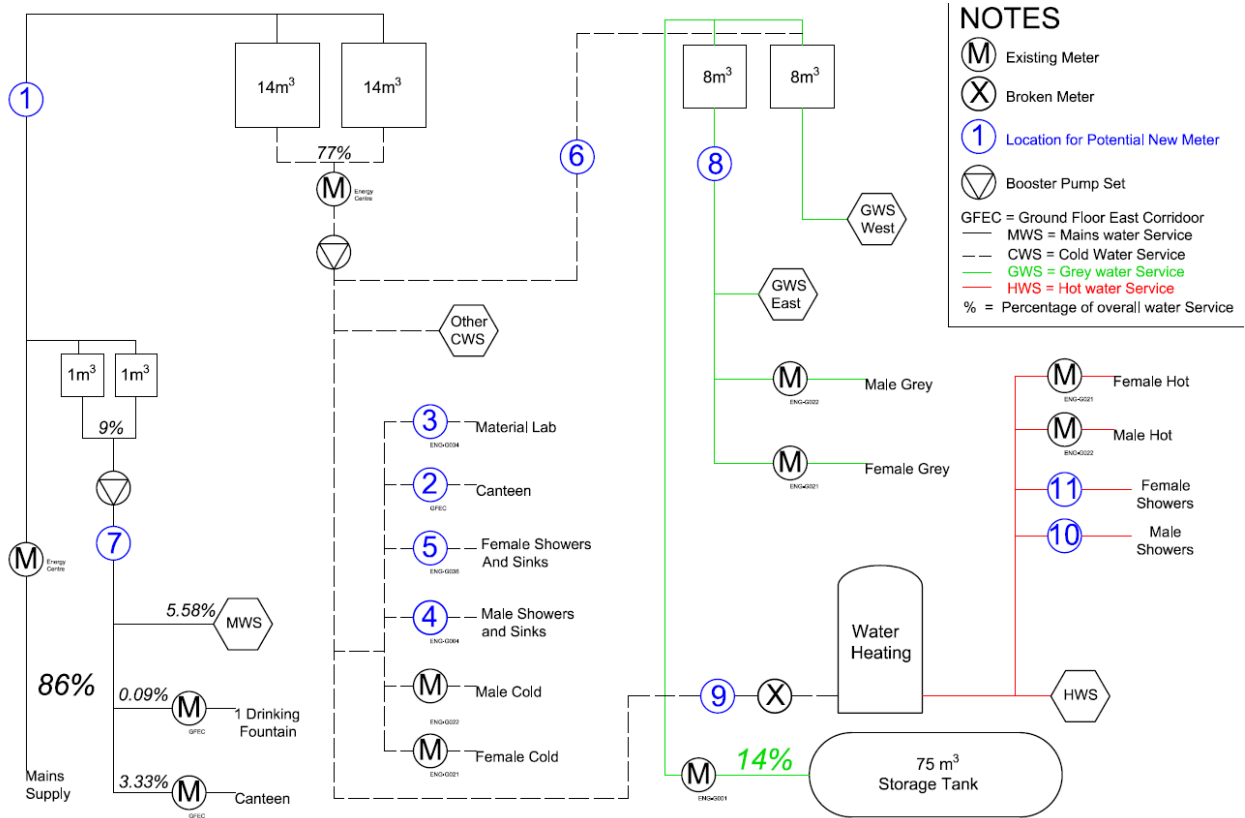 1
14m³
14m³
77%
M
Energy
Centre
6
8m³
8m³
8
GWS
West
GWS
East
M
ENG-G022
Male Grey
M
ENG-G021
Female Grey
NOTES
M
Existing Meter
X
Broken Meter
1
Location for Potential New Meter
Booster Pump Set
GFEC = Ground Floor East Corridoor
MWS = Mains water Service
CWS = Cold Water Service
GWS = Grey water Service
HWS = Hot water Service
% = Percentage of overall water Service
Other
CWS
1m³
1m³
9%
7
M
Energy
Centre
5.58%
MWS
86%
0.09%
M
GFEC
1 Drinking
Fountain
3.33%
M
GFEC
Canteen
Mains
Supply
3
ENG-G034
Material Lab
2
GFEC
Canteen
5
ENG-G035
Female Showers
And Sinks
4
ENG-G064
Male Showers
and Sinks
M
ENG-G022
Male Cold
M
ENG-G021
Female Cold
M
ENG-G021
Female Hot
M
ENG-G022
Male Hot
11
Female
Showers
10
Male
Showers
Water
Heating
9
X
HWS
M
ENG-G001
14%
75 m³
Storage Tank